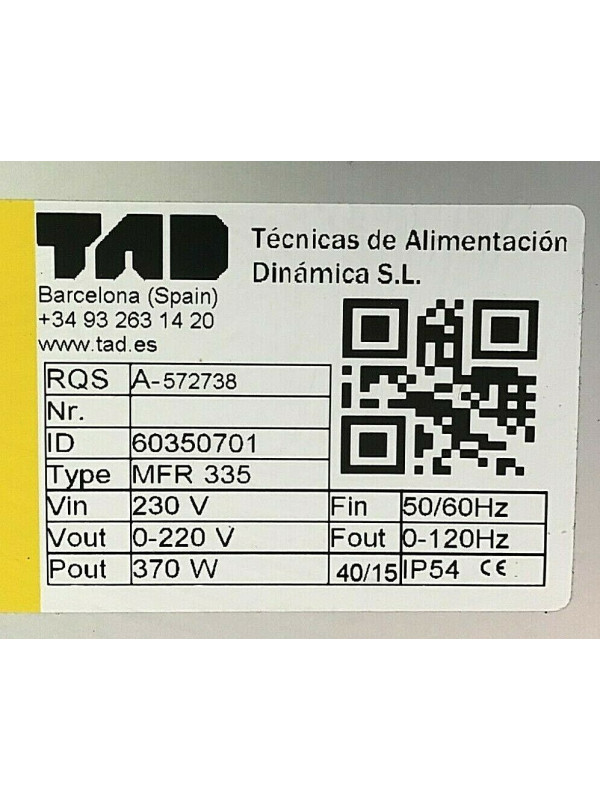 TAD
Técnicas de Alimentación
Dinámica S.L.
Barcelona (Spain)
+34 93 263 14 20
www.tad.es
RQS A-572738
Nr.
ID 60350701
Type MFR 335
Vin 230 V Fin 50/60Hz
Vout 0-220 V Fout 0-120Hz
Pout 370 W 40/15 IP54 CE